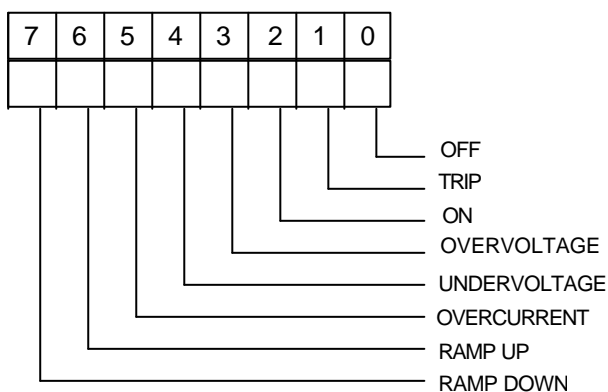 7 6 5 4 3 2 1 0
OFF
TRIP
ON
OVERVOLTAGE
UNDERVOLTAGE
OVERCURRENT
RAMP UP
RAMP DOWN